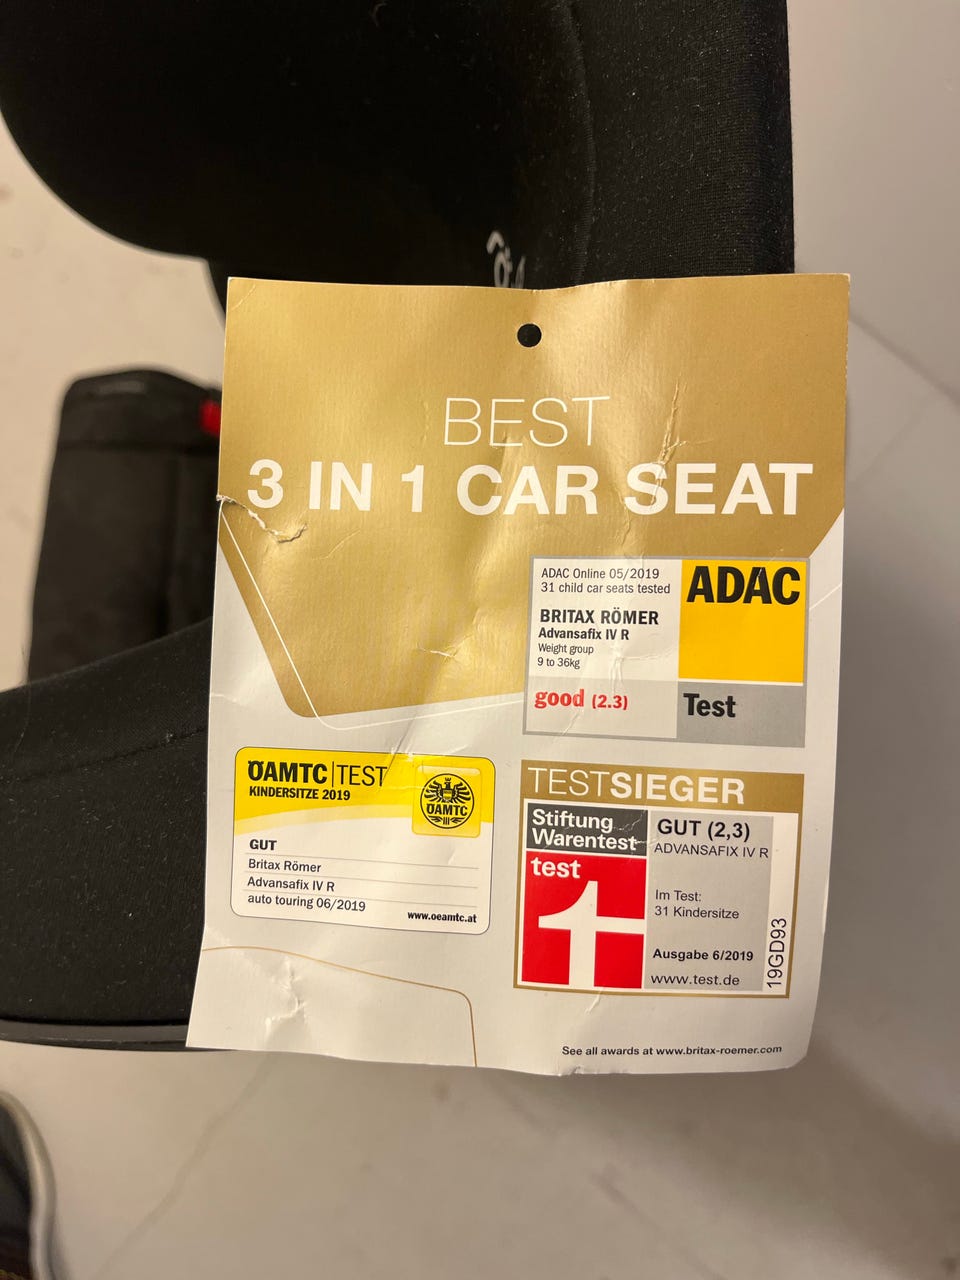 BEST
3 IN 1 CAR SEAT
ADAC Online 05/2019
31 child car seats tested
BRITAX RÖMER
Advansafix IV R
Weight group
9 to 36kg
good (2.3)
ADAC
Test
ÖAMTC|TEST
KINDERSITZE 2019
ÖAMTC
GUT
Britax Römer
Advansafix IV R
auto touring 06/2019
www.oeamtc.at
TESTSIEGER
Stiftung
Warentest
test
GUT (2,3)
ADVANSAFIX IV R
Im Test:
31 Kindersitze
Ausgabe 6/2019
www.test.de
19GD93
See all awards at www.britax-roemer.com